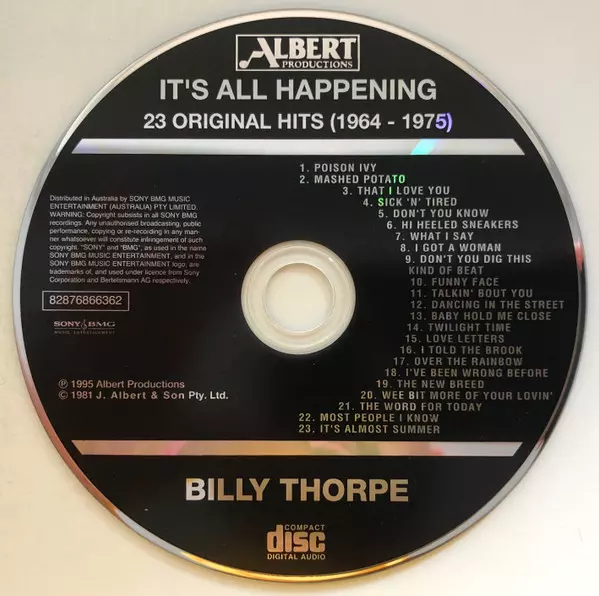 ALBERT
PRODUCTIONS
IT'S ALL HAPPENING
23 ORIGINAL HITS (1964 - 1975)
1. POISON IVY
2. MASHED POTATO
3. THAT I LOVE YOU
4. SICK 'N' TIRED
5. DON'T YOU KNOW
6. HI HEELED SNEAKERS
7. WHAT I SAY
8. I GOT A WOMAN
9. DON'T YOU DIG THIS
KIND OF BEAT
10. FUNNY FACE
11. TALKIN' BOUT YOU
12. DANCING IN THE STREET
13. BABY HOLD ME CLOSE
14. TWILIGHT TIME
15. LOVE LETTERS
16. I TOLD THE BROOK
17. OVER THE RAINBOW
18. I'VE BEEN WRONG BEFORE
19. THE NEW BREED
20. WEE BIT MORE OF YOUR LOVIN'
21. THE WORD FOR TODAY
22. MOST PEOPLE I KNOW
23. IT'S ALMOST SUMMER
Distributed in Australia by SONY BMG MUSIC
ENTERTAINMENT (AUSTRALIA) PTY LIMITED.
WARNING: Copyright subsists in all SONY BMG
recordings. Any unauthorised broadcasting, public
performance, copying or re-recording in any man-
ner whatsoever will constitute infringement of such
copyright. "SONY" and "BMG", as used in the name
SONY BMG MUSIC ENTERTAINMENT, and in the
SONY BMG MUSIC ENTERTAINMENT logo, are
trademarks of, and used under licence from Sony
Corporation and Bertelsmann AG respectively.
82876866362
SONY BMG
MUSIC ENTERTAINMENT
℗ 1995 Albert Productions
© 1981 J. Albert & Son Pty. Ltd.
BILLY THORPE
COMPACT
disc
DIGITAL AUDIO